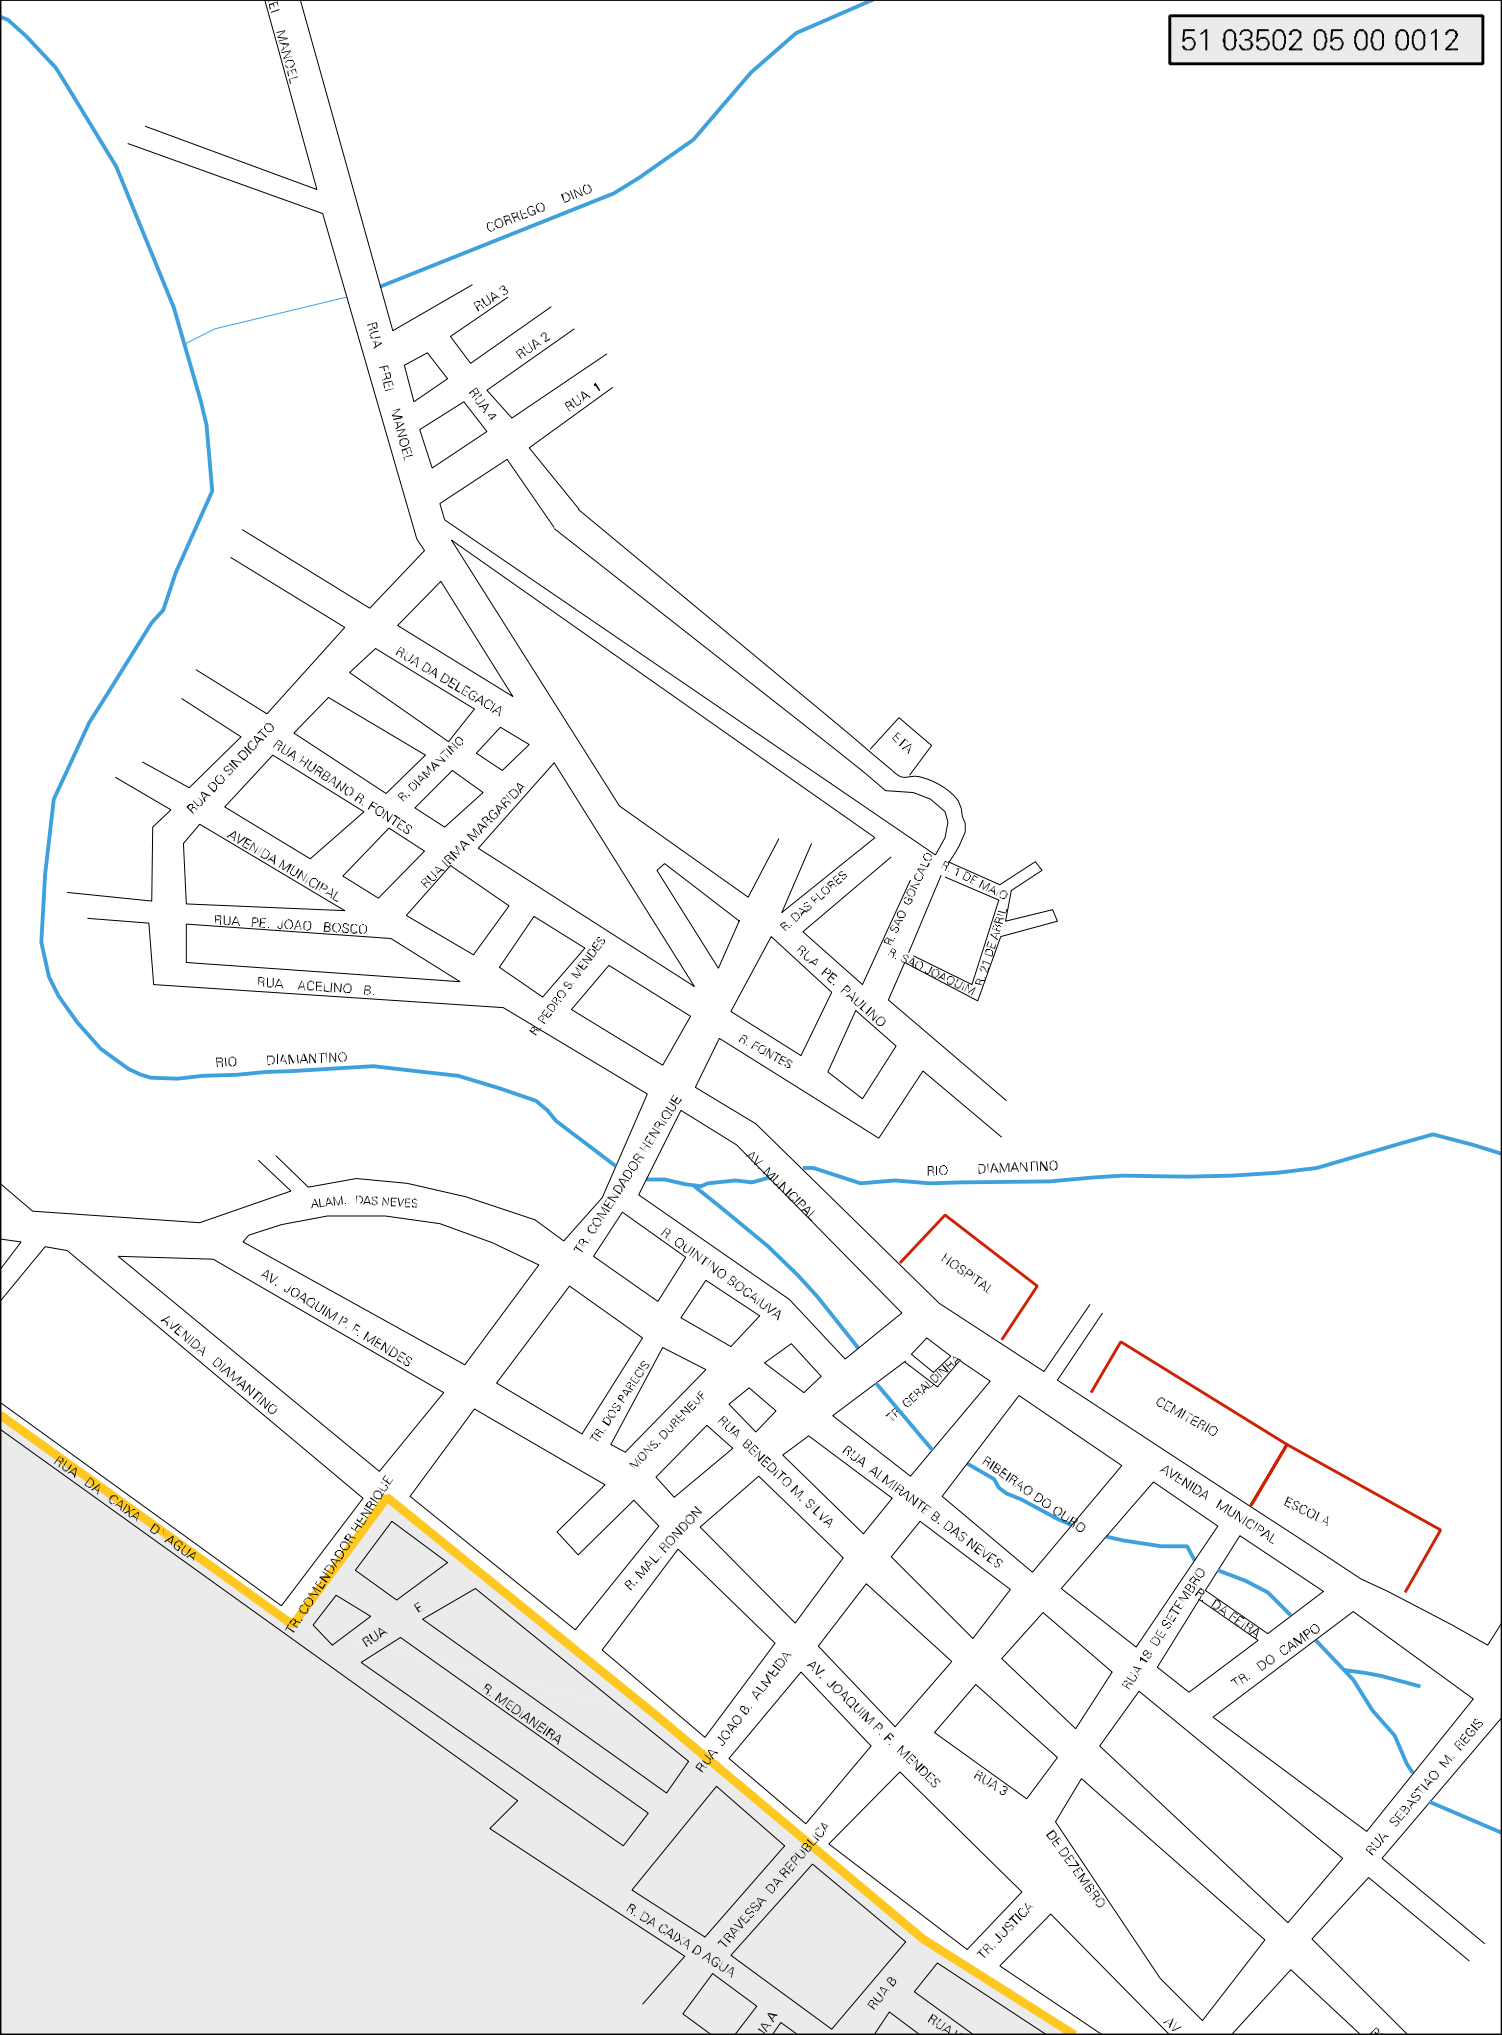 EI MANOEL
51 03502 05 00 0012
CORREGO DINO
RUA 3
RUA FREI MANOEL
RUA 2
RUA 4
RUA 1
RUA DA DELEGACIA
RUA DO SINDICATO
RUA HURBANO R. FONTES
R. DIAMANTINO
ETA
RUA IRMA MARGARIDA
AVENIDA MUNICIPAL
R. 1 DE MAIO
R. DAS FLORES
R. SAO GONCALO
RUA PE. JOAO BOSCO
R. 21 DE ABRIL
R. SAO JOAQUIM
RUA PE. PAULINO
RUA ACELINO B.
R. PEDRO S. MENDES
R. FONTES
RIO DIAMANTINO
TR. COMENDADOR HENRIQUE
AV. MUNICIPAL
RIO DIAMANTINO
ALAM. DAS NEVES
R. QUINTINO BOCAIUVA
HOSPITAL
AV. JOAQUIM P. F. MENDES
AVENIDA DIAMANTINO
TR. DOS PARECIS
MONS. DURENEUF
TR. GERALDINHA
CEMITERIO
RUA BENEDITO M. SILVA
RUA ALMIRANTE B. DAS NEVES
RIBEIRAO DO OURO
AVENIDA MUNICIPAL
ESCOLA
RUA DA CAIXA D' AGUA
TR. COMENDADOR HENRIQUE
R. MAL. RONDON
RUA 18 DE SETEMBRO
R. DA FEIRA
TR. DO CAMPO
RUA F
R. MEDIANEIRA
RUA JOAO B. ALMEIDA
AV. JOAQUIM P. F. MENDES
RUA 3
RUA SEBASTIAO M. REGIS
DE DEZEMBRO
TRAVESSA DA REPUBLICA
R. DA CAIXA D AGUA
TR. JUSTICA
RUA B
UA A
RUA
AV